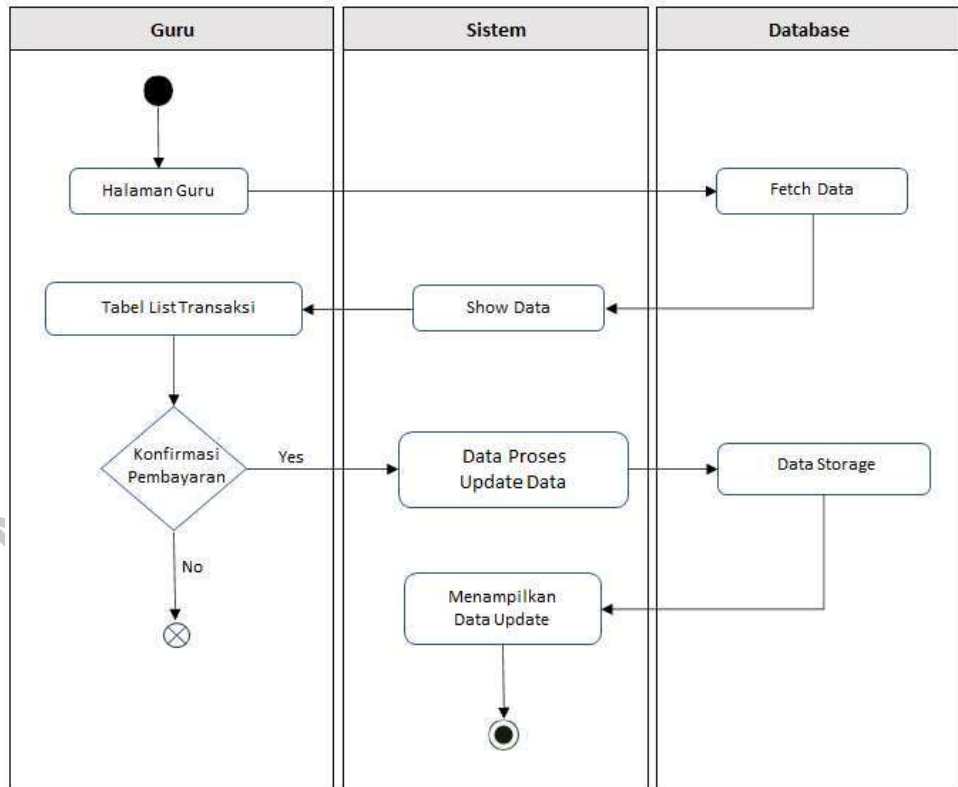 Guru
Sistem
Database
Halaman Guru
Fetch Data
Tabel List Transaksi
Show Data
Konfirmasi
Pembayaran
Yes
Data Proses
Update Data
Data Storage
No
Menampilkan
Data Update